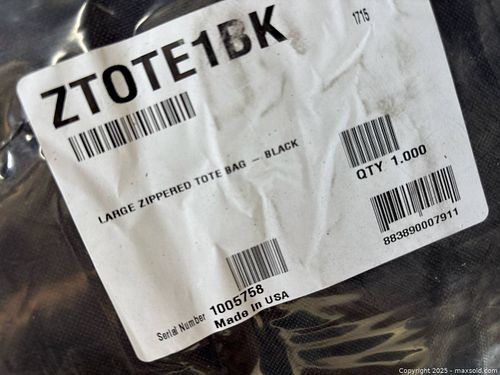 ZTOTE1BK
1715
LARGE ZIPPERED TOTE BAG - BLACK
QTY 1.000
883890007911
Serial Number 1005758
Made in USA
Copyright 2025 - maxsold.com